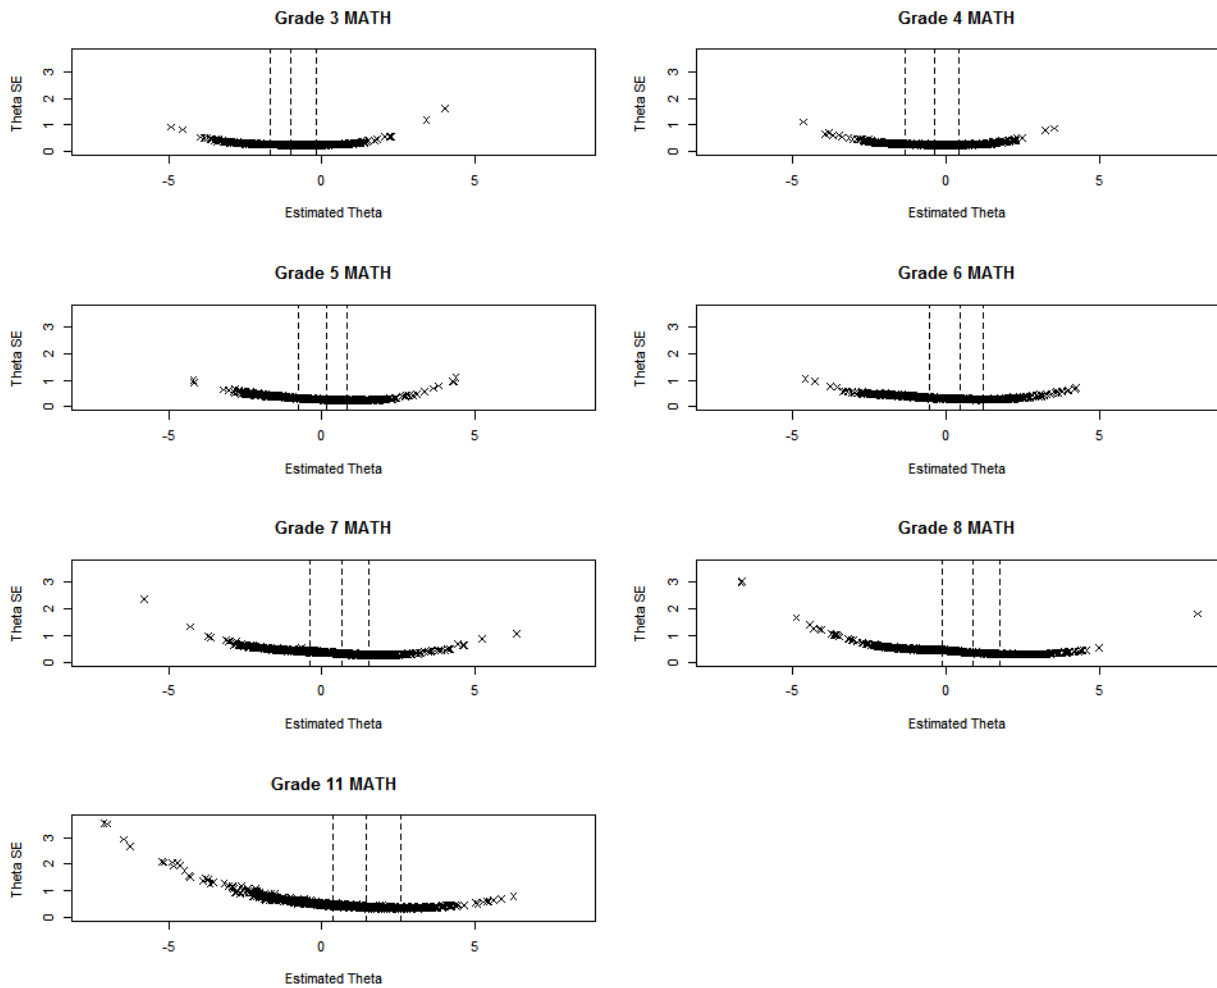 Grade 3 MATH
Theta SE
3
2
1
0
-5 0 5
Estimated Theta
Grade 4 MATH
Theta SE
3
2
1
0
-5 0 5
Estimated Theta
Grade 5 MATH
Theta SE
3
2
1
0
-5 0 5
Estimated Theta
Grade 6 MATH
Theta SE
3
2
1
0
-5 0 5
Estimated Theta
Grade 7 MATH
Theta SE
3
2
1
0
-5 0 5
Estimated Theta
Grade 8 MATH
Theta SE
3
2
1
0
-5 0 5
Estimated Theta
Grade 11 MATH
Theta SE
3
2
1
0
-5 0 5
Estimated Theta